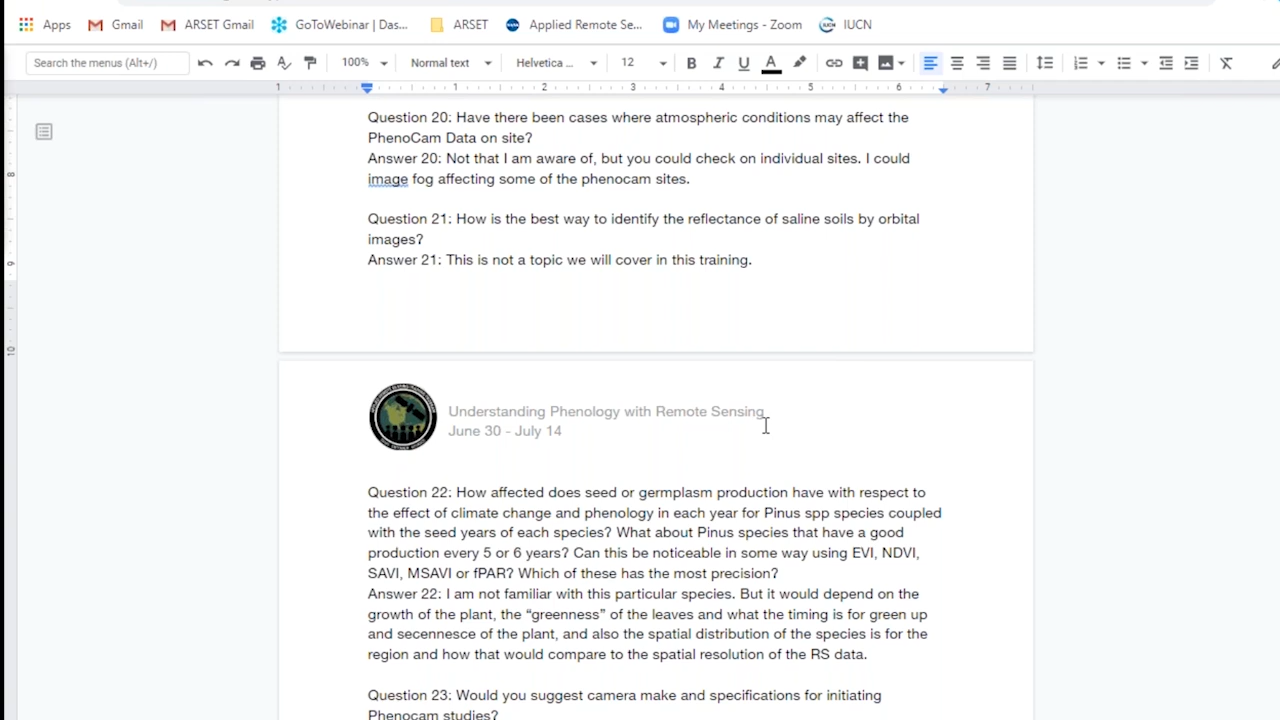 Apps Gmail ARSET Gmail GoToWebinar | Das... ARSET Applied Remote Se... My Meetings - Zoom IUCN
Search the menus (Alt+/) 100% Normal text Helvetica ... 12 B I U A
1 1 2 3 4 5 6 7
Question 20: Have there been cases where atmospheric conditions may affect the
PhenoCam Data on site?
Answer 20: Not that I am aware of, but you could check on individual sites. I could
image fog affecting some of the phenocam sites.
8
Question 21: How is the best way to identify the reflectance of saline soils by orbital
images?
Answer 21: This is not a topic we will cover in this training.
9
10
Understanding Phenology with Remote Sensing
June 30 - July 14
Question 22: How affected does seed or germplasm production have with respect to
the effect of climate change and phenology in each year for Pinus spp species coupled
with the seed years of each species? What about Pinus species that have a good
production every 5 or 6 years? Can this be noticeable in some way using EVI, NDVI,
SAVI, MSAVI or fPAR? Which of these has the most precision?
Answer 22: I am not familiar with this particular species. But it would depend on the
growth of the plant, the “greenness” of the leaves and what the timing is for green up
and secennesce of the plant, and also the spatial distribution of the species is for the
region and how that would compare to the spatial resolution of the RS data.
Question 23: Would you suggest camera make and specifications for initiating
Phenocam studies?